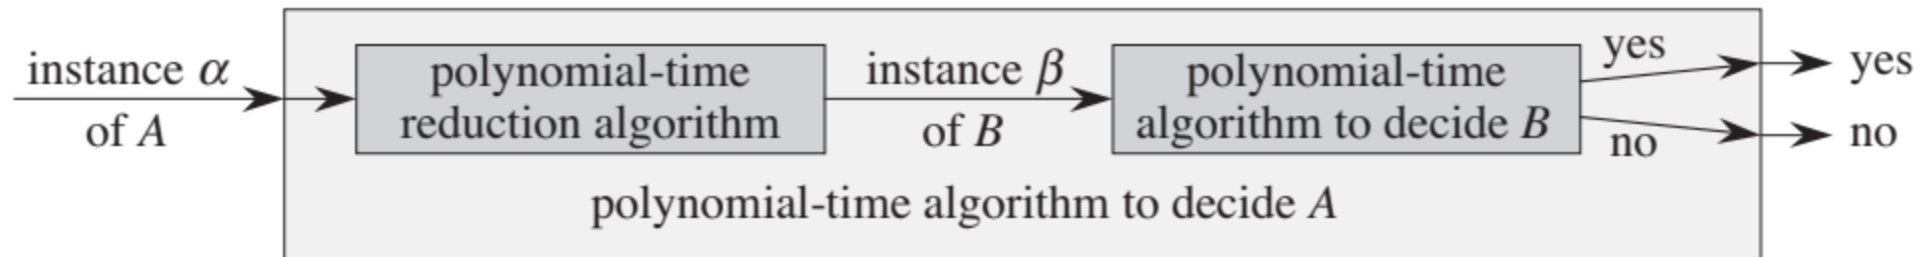 instance α
of A
polynomial-time
reduction algorithm
instance β
of B
polynomial-time
algorithm to decide B
yes
no
yes
no
polynomial-time algorithm to decide A